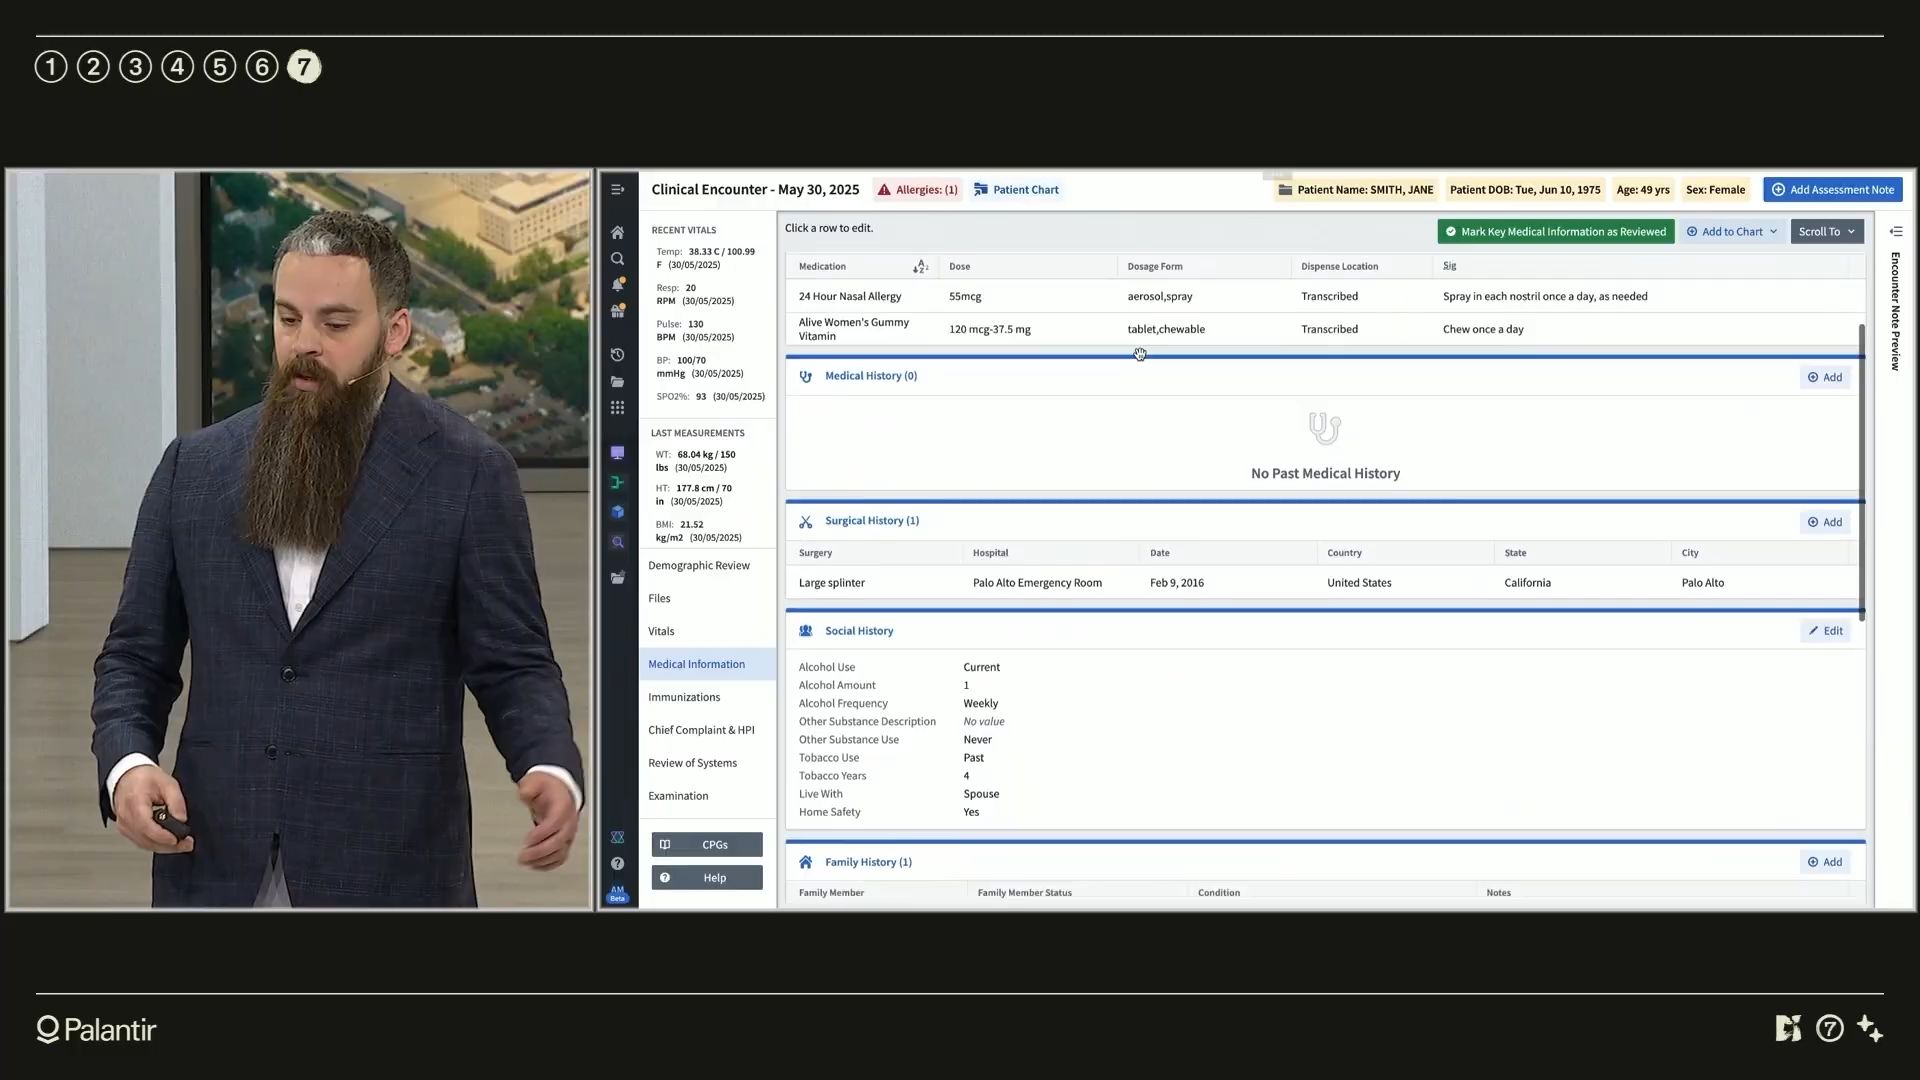 1 2 3 4 5 6 7
Clinical Encounter - May 30, 2025
Allergies: (1)
Patient Chart
Patient Name: SMITH, JANE
Patient DOB: Tue, Jun 10, 1975
Age: 49 yrs
Sex: Female
Add Assessment Note
RECENT VITALS
Temp: 38.33 C / 100.99
F (30/05/2025)
Resp: 20
RPM (30/05/2025)
Pulse: 130
BPM (30/05/2025)
BP: 100/70
mmHg (30/05/2025)
SPO2%: 93 (30/05/2025)
LAST MEASUREMENTS
WT: 68.04 kg / 150
lbs (30/05/2025)
HT: 177.8 cm / 70
in (30/05/2025)
BMI: 21.52
kg/m2 (30/05/2025)
Demographic Review
Files
Vitals
Medical Information
Immunizations
Chief Complaint & HPI
Review of Systems
Examination
CPGs
Help
AM
Beta
Click a row to edit.
Mark Key Medical Information as Reviewed
Add to Chart
Scroll To
Medication Dose Dosage Form Dispense Location Sig
24 Hour Nasal Allergy 55mcg aerosol,spray Transcribed Spray in each nostril once a day, as needed
Alive Women's Gummy
Vitamin 120 mcg-37.5 mg tablet,chewable Transcribed Chew once a day
Medical History (0)
Add
No Past Medical History
Surgical History (1)
Add
Surgery Hospital Date Country State City
Large splinter Palo Alto Emergency Room Feb 9, 2016 United States California Palo Alto
Social History
Edit
Alcohol Use Current
Alcohol Amount 1
Alcohol Frequency Weekly
Other Substance Description No value
Other Substance Use Never
Tobacco Use Past
Tobacco Years 4
Live With Spouse
Home Safety Yes
Family History (1)
Add
Family Member Family Member Status Condition Notes
Encounter Note Preview
Palantir
7